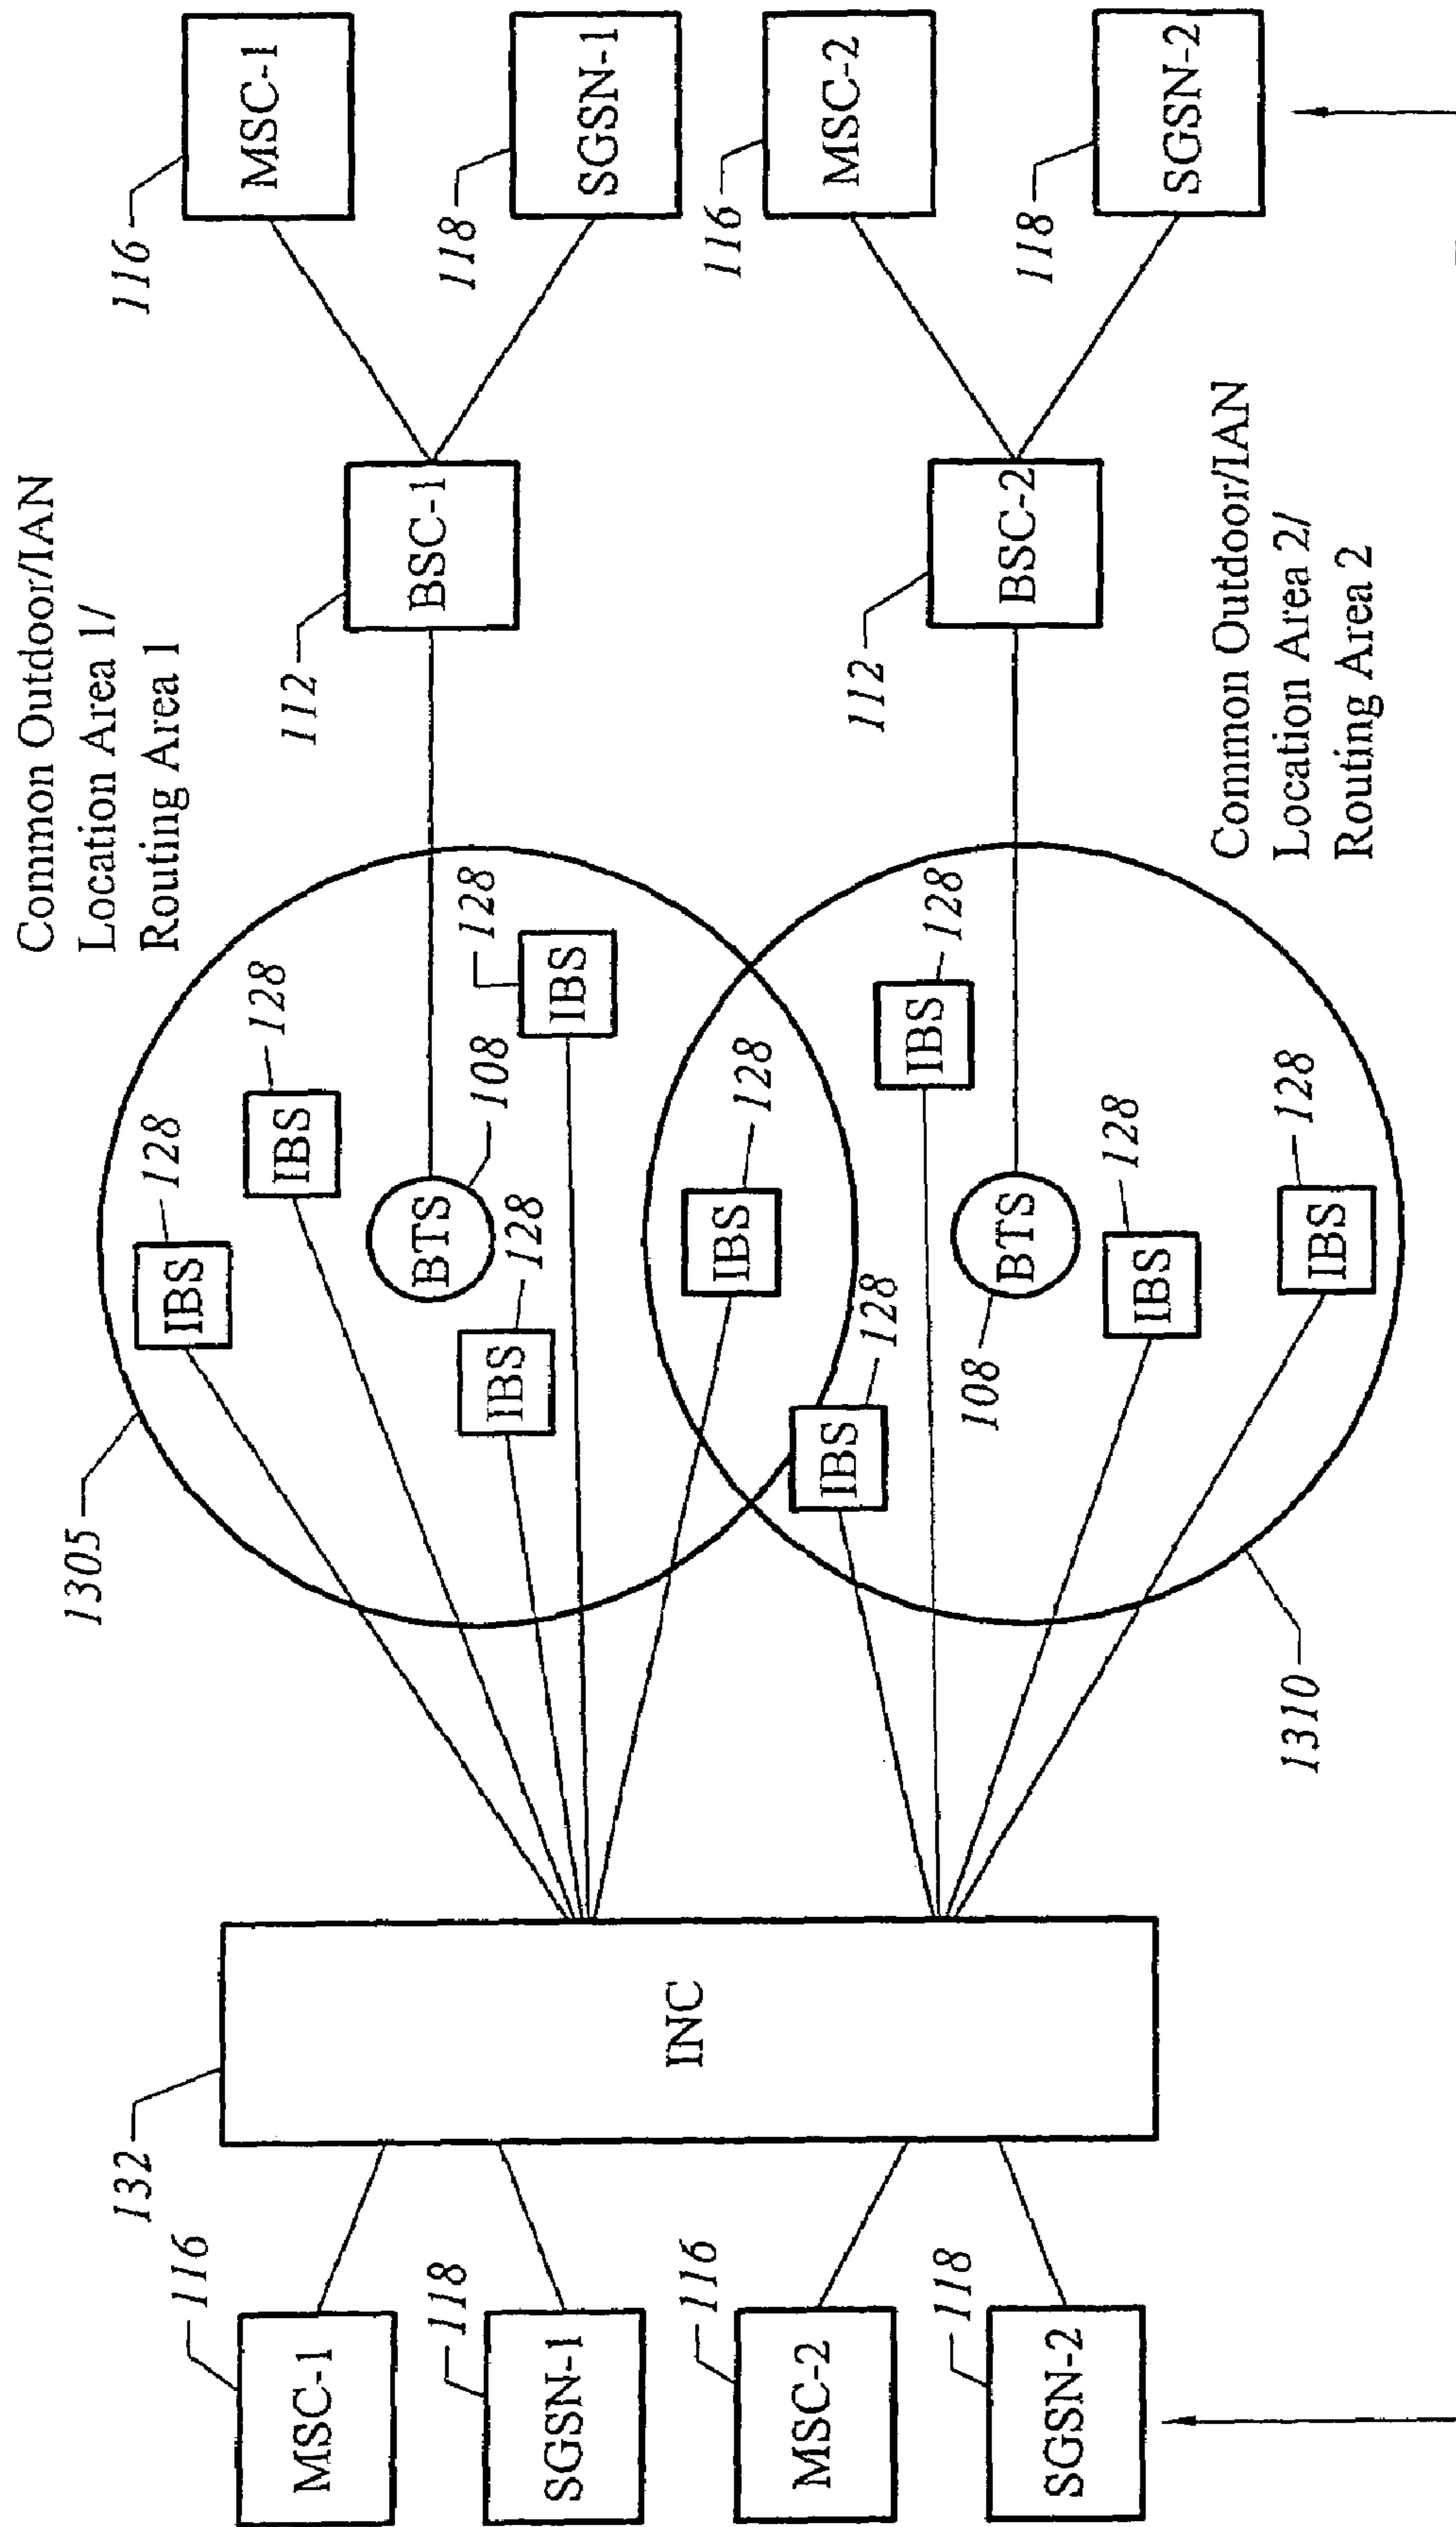 Common Outdoor/IAN
Location Area 1/
Routing Area 1
116
MSC-1
118
SGSN-1
112
BSC-1
116
MSC-2
118
SGSN-2
112
BSC-2
Common Outdoor/IAN
Location Area 2/
Routing Area 2
1305
128
IBS
128
IBS
128
IBS
BTS
108
128
IBS
128
IBS
128
IBS
128
IBS
BTS
108
128
IBS
128
IBS
1310
132
INC
116
MSC-1
118
SGSN-1
116
MSC-2
118
SGSN-2